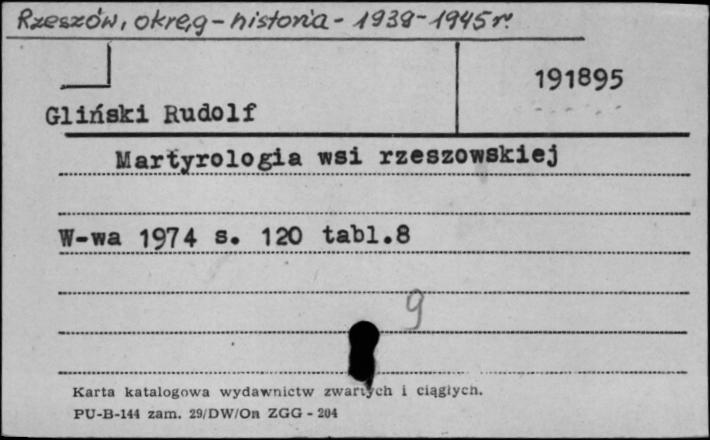 Rzeszów, okręg - historia - 1939-1945 r.
191895
Gliński Rudolf
Martyrologia wsi rzeszowskiej
W-wa 1974 s. 120 tabl.8
9
Karta katalogowa wydawnictw zwartych i ciągłych.
PU-B-144 zam. 29/DW/On ZGG - 204